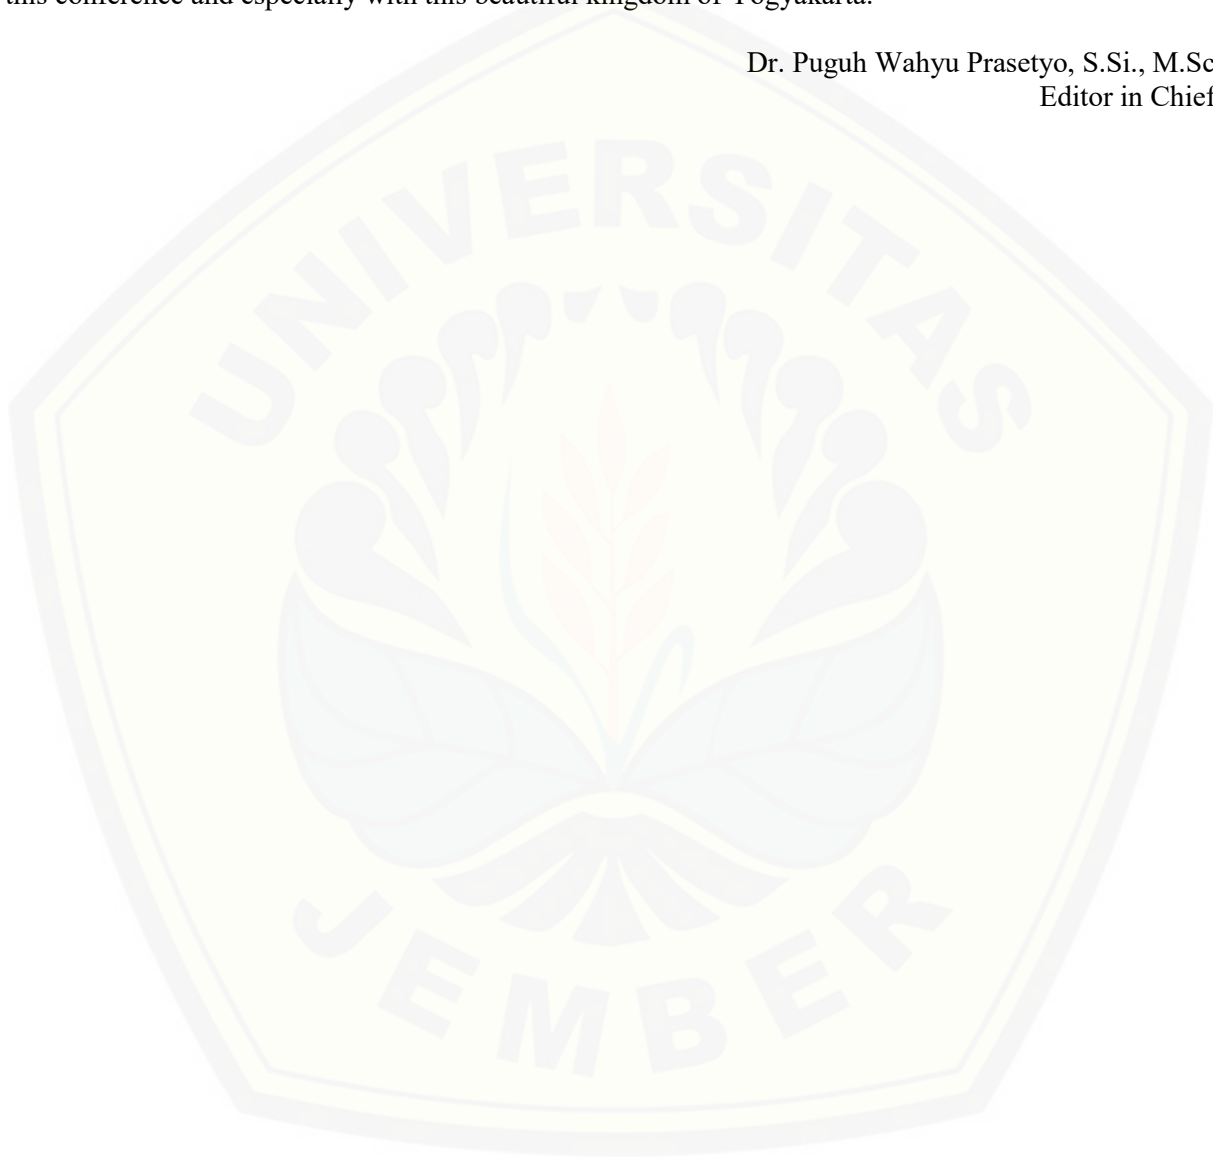 this conference and especially with this beautiful kingdom of Yogyakarta.
Dr. Puguh Wahyu Prasetyo, S.Si., M.Sc
Editor in Chief
UNIVERSITAS
JEMBER